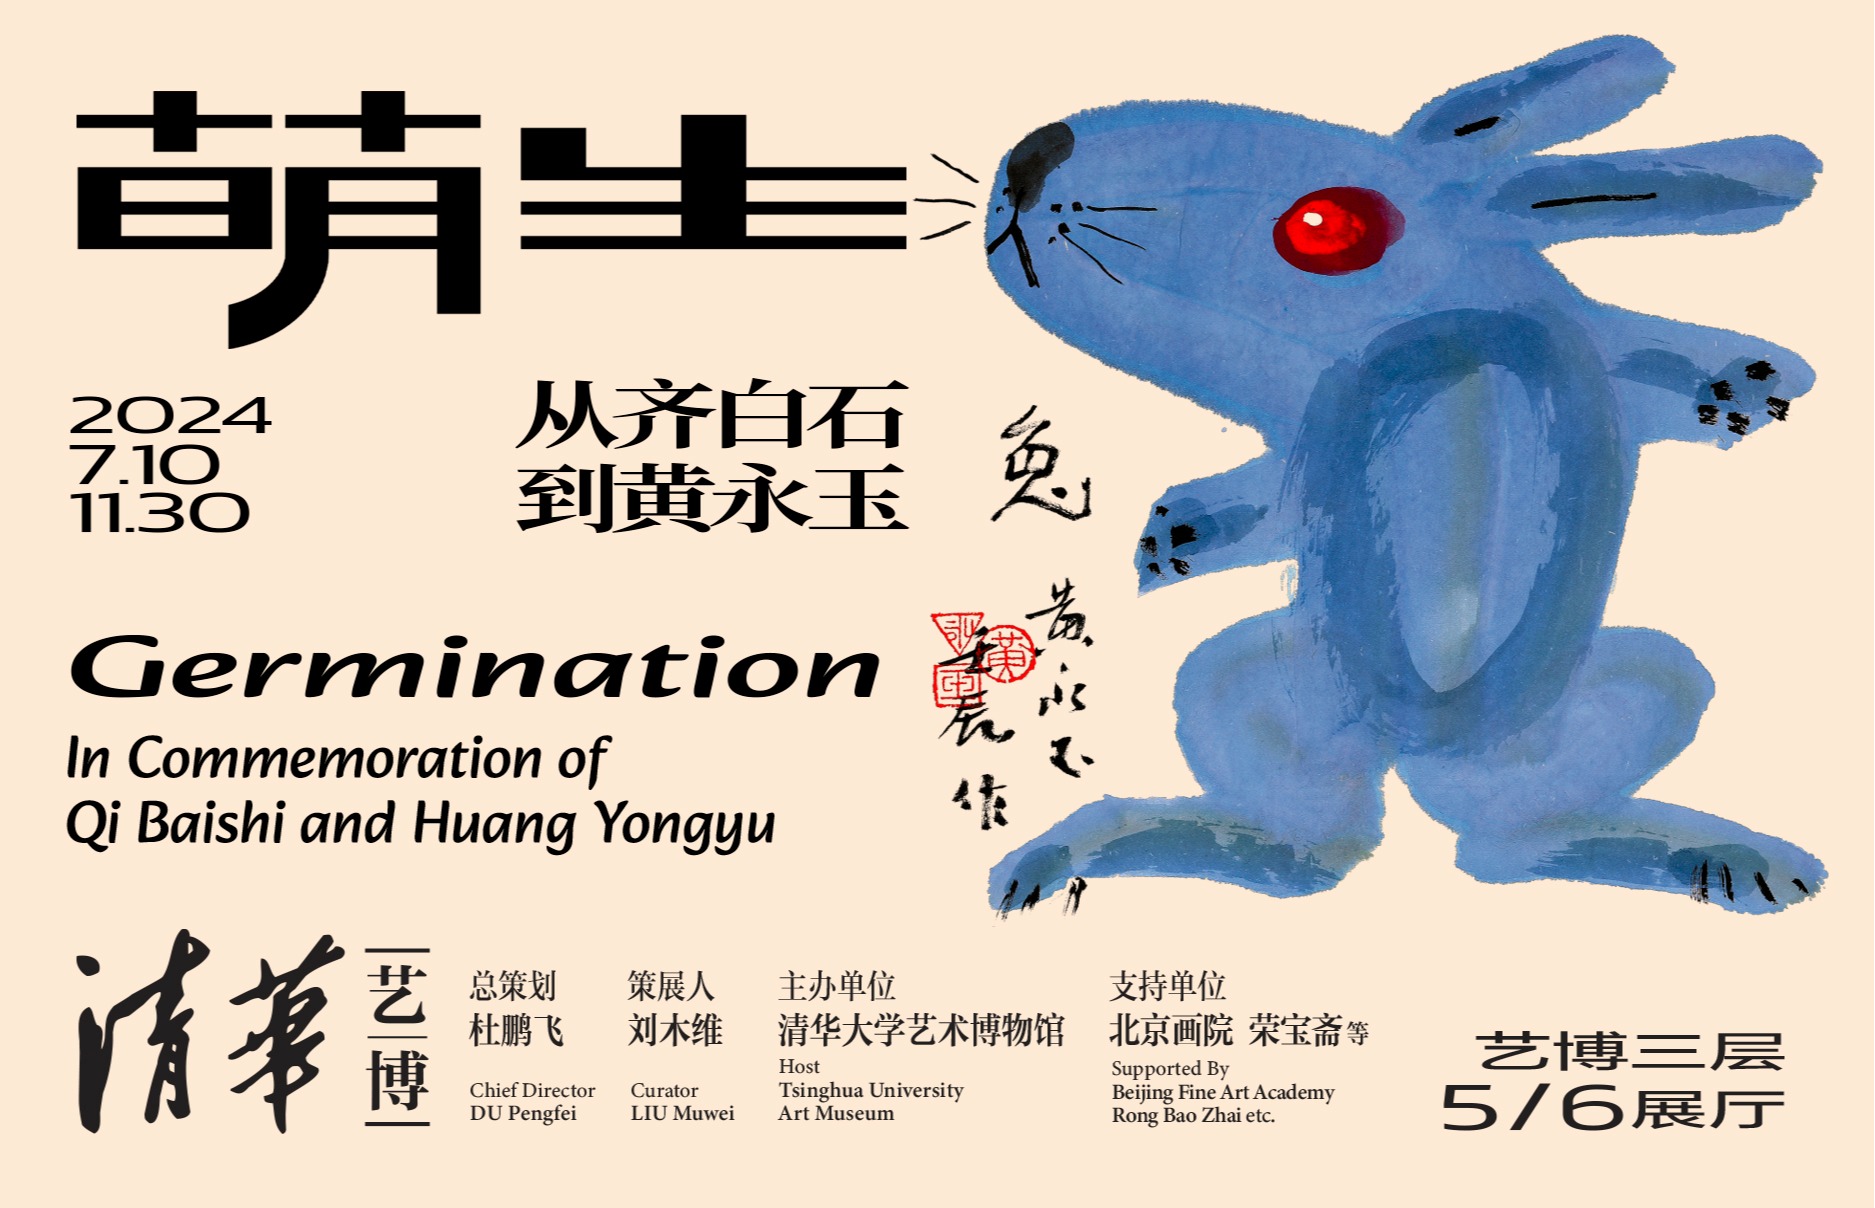 萌生
2024
7.10
11.30
从齐白石
到黄永玉
Germination
In Commemoration of
Qi Baishi and Huang Yongyu
兔
黄永玉
壬辰作
清華
艺博
总策划
杜鹏飞
Chief Director
DU Pengfei
策展人
刘木维
Curator
LIU Muwei
主办单位
清华大学艺术博物馆
Host
Tsinghua University
Art Museum
支持单位
北京画院 荣宝斋等
Supported By
Beijing Fine Art Academy
Rong Bao Zhai etc.
艺博三层
5/6展厅